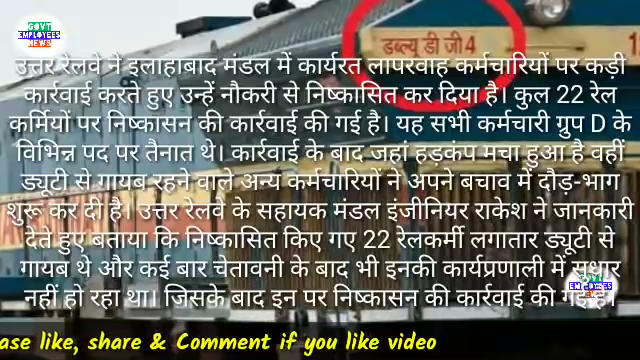 GOVT
EMPLOYEES
NEWS
डब्ल्यू डी जी 4
उत्तर रेलवे ने इलाहाबाद मंडल में कार्यरत लापरवाह कर्मचारियों पर कड़ी
कार्रवाई करते हुए उन्हें नौकरी से निष्कासित कर दिया है। कुल 22 रेल
कर्मियों पर निष्कासन की कार्रवाई की गई है। यह सभी कर्मचारी ग्रुप D के
विभिन्न पद पर तैनात थे। कार्रवाई के बाद जहां हड़कंप मचा हुआ है वहीं
ड्यूटी से गायब रहने वाले अन्य कर्मचारियों ने अपने बचाव में दौड़-भाग
शुरू कर दी है। उत्तर रेलवे के सहायक मंडल इंजीनियर राकेश ने जानकारी
देते हुए बताया कि निष्कासित किए गए 22 रेलकर्मी लगातार ड्यूटी से
गायब थे और कई बार चेतावनी के बाद भी इनकी कार्यप्रणाली में सुधार
नहीं हो रहा था। जिसके बाद इन पर निष्कासन की कार्रवाई की गई है।
GOVT
EMPLOYEES
NEWS
ase like, share & Comment if you like video